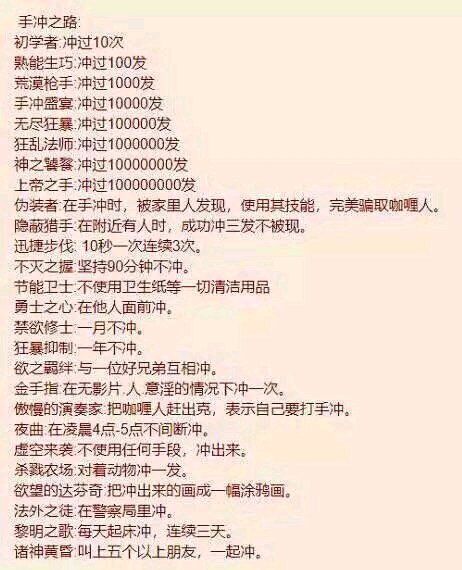 手冲之路:
初学者:冲过10次
熟能生巧:冲过100发
荒漠枪手:冲过1000发
手冲盛宴:冲过10000发
无尽狂暴:冲过100000发
狂乱法师:冲过1000000发
神之饕餮:冲过10000000发
上帝之手:冲过100000000发
伪装者:在手冲时，被家里人发现，使用其技能，完美骗取咖喱人。
隐蔽猎手:在附近有人时，成功冲三发不被现。
迅捷步伐: 10秒一次连续3次。
不灭之握:坚持90分钟不冲。
节能卫士:不使用卫生纸等一切清洁用品
勇士之心:在他人面前冲。
禁欲修士:一月不冲。
狂暴抑制:一年不冲。
欲之羁绊:与一位好兄弟互相冲。
金手指:在无影片.人.意淫的情况下冲一次。
傲慢的演奏家:把咖喱人赶出克，表示自己要打手冲。
夜曲:在凌晨4点-5点不间断冲。
虚空来袭:不使用任何手段，冲出来。
杀戮农场:对着动物冲一发。
欲望的达芬奇:把冲出来的画成一幅涂鸦画。
法外之徒:在警察局里冲。
黎明之歌:每天起床冲，连续三天。
诸神黄昏:叫上五个以上朋友，一起冲。